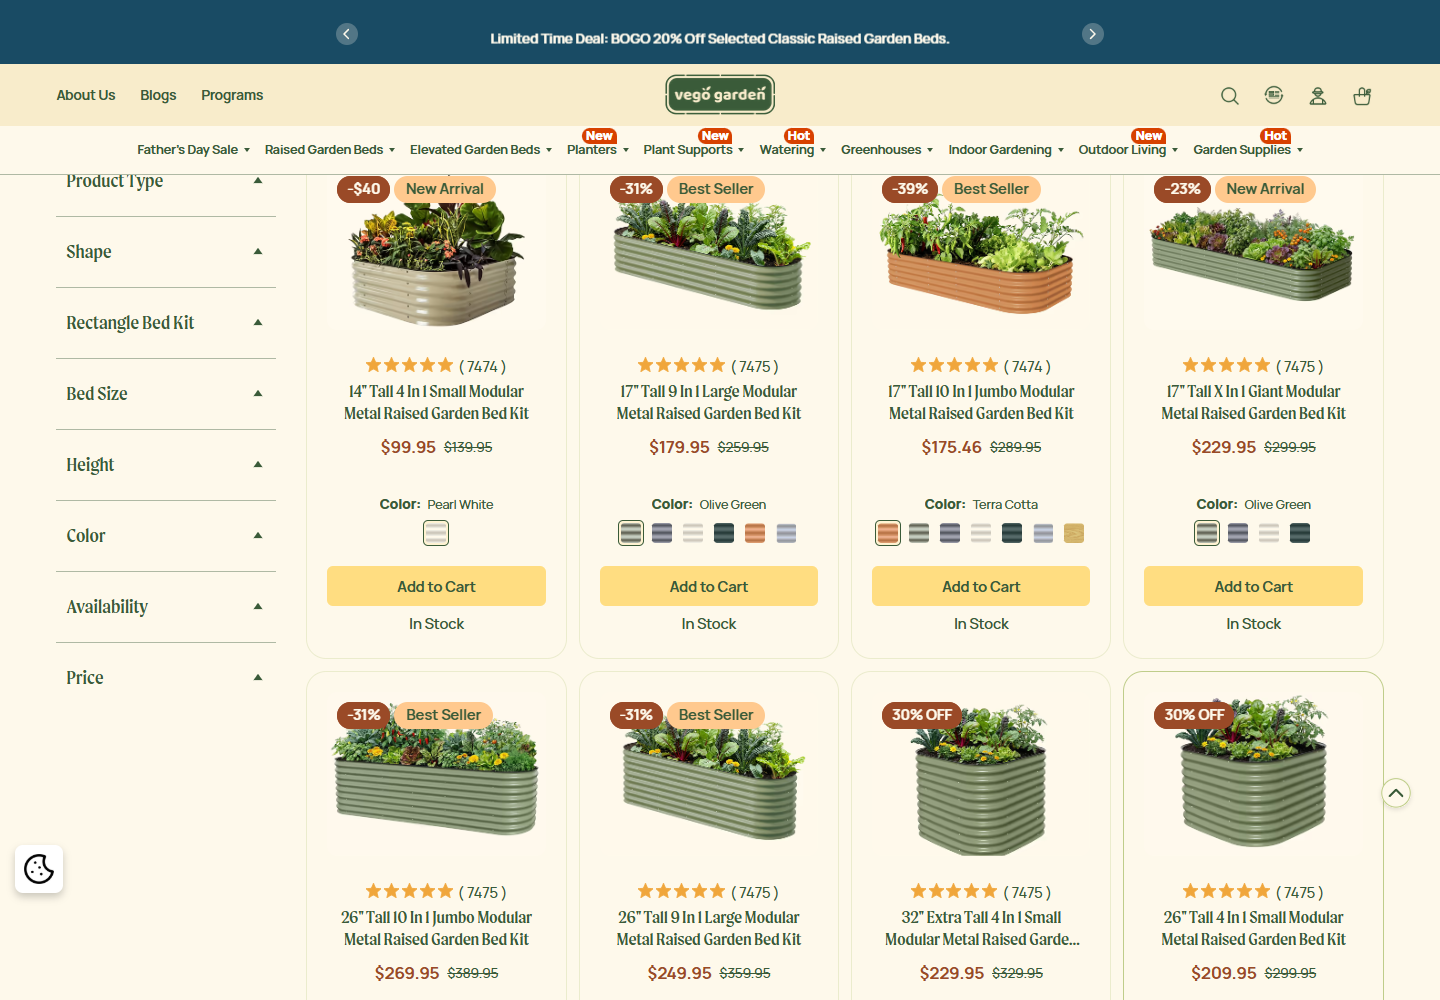 Limited Time Deal: BOGO 20% Off Selected Classic Raised Garden Beds.
About Us Blogs Programs
vego garden
New New Hot New Hot
Father's Day Sale Raised Garden Beds Elevated Garden Beds Planters Plant Supports Watering Greenhouses Indoor Gardening Outdoor Living Garden Supplies
Product Type
Shape
Rectangle Bed Kit
Bed Size
Height
Color
Availability
Price
-$40 New Arrival
( 7474 )
14" Tall 4 In 1 Small Modular
Metal Raised Garden Bed Kit
$99.95 $139.95
Color: Pearl White
Add to Cart
In Stock
-31% Best Seller
( 7475 )
17" Tall 9 In 1 Large Modular
Metal Raised Garden Bed Kit
$179.95 $259.95
Color: Olive Green
Add to Cart
In Stock
-39% Best Seller
( 7474 )
17" Tall 10 In 1 Jumbo Modular
Metal Raised Garden Bed Kit
$175.46 $289.95
Color: Terra Cotta
Add to Cart
In Stock
-23% New Arrival
( 7475 )
17" Tall X In 1 Giant Modular
Metal Raised Garden Bed Kit
$229.95 $299.95
Color: Olive Green
Add to Cart
In Stock
-31% Best Seller
( 7475 )
26" Tall 10 In 1 Jumbo Modular
Metal Raised Garden Bed Kit
$269.95 $389.95
-31% Best Seller
( 7475 )
26" Tall 9 In 1 Large Modular
Metal Raised Garden Bed Kit
$249.95 $359.95
30% OFF
( 7475 )
32" Extra Tall 4 In 1 Small
Modular Metal Raised Garde...
$229.95 $329.95
30% OFF
( 7475 )
26" Tall 4 In 1 Small Modular
Metal Raised Garden Bed Kit
$209.95 $299.95